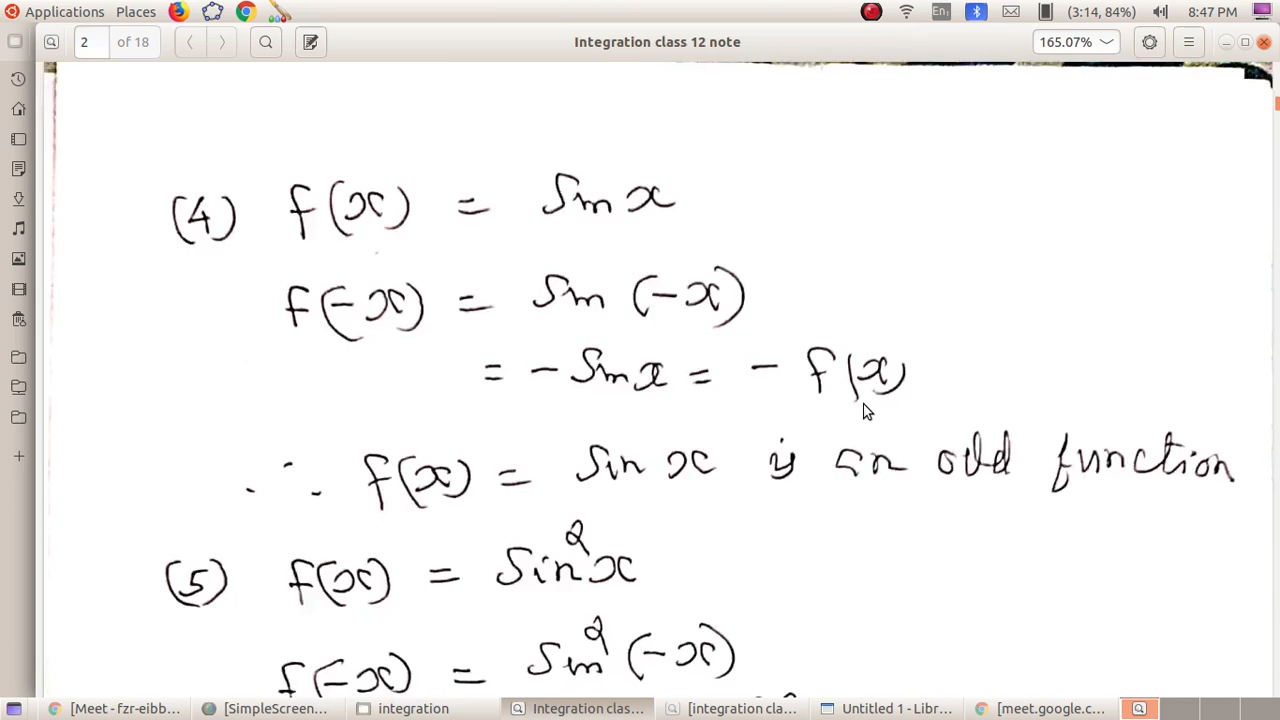 Applications Places En1 (3:14, 84%) 8:47 PM
2 of 18 Integration class 12 note 165.07%
(4) f(x) = Sin x
f(-x) = Sin (-x)
= - Sin x = - f(x)
∴ f(x) = Sin x is an odd function
(5) f(x) = Sin²x
f(-x) = Sin² (-x)
[Meet - fzr-eibb... [SimpleScreen... integration Integration clas... [integration cla... Untitled 1 - Libr... [meet.google.c...